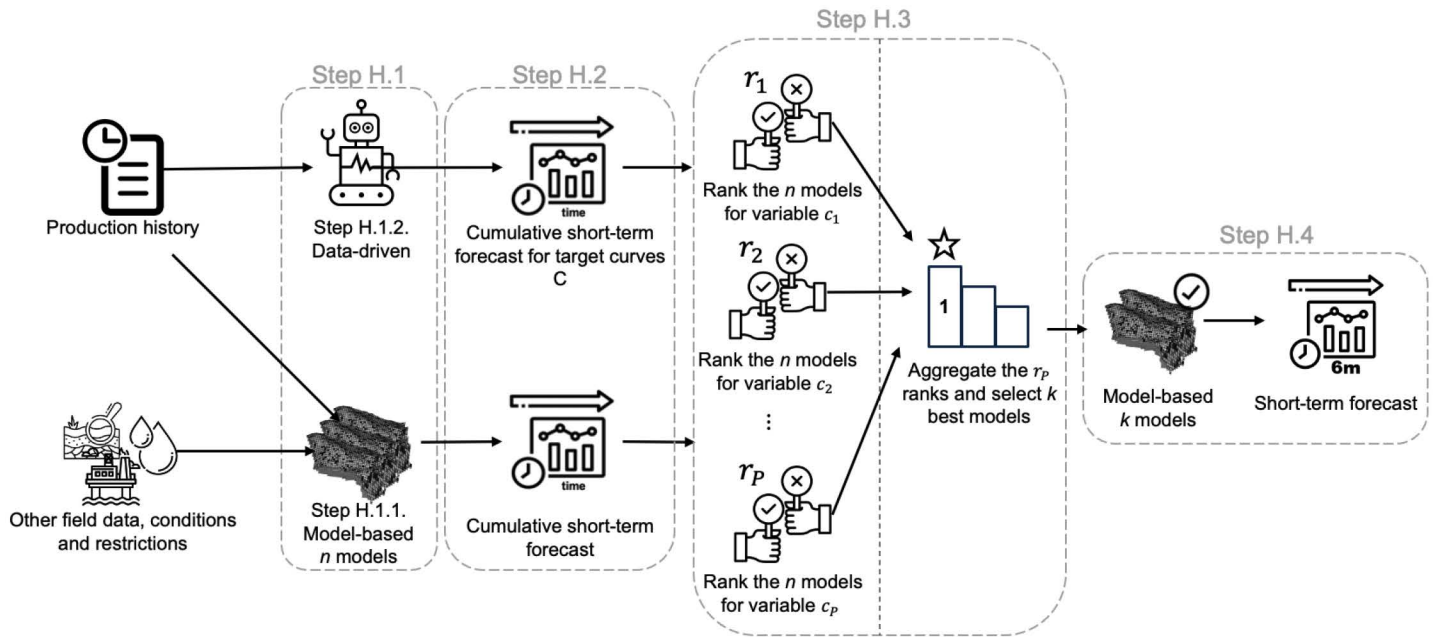 Step H.1
Step H.2
Step H.3
Step H.4
Production history
Other field data, conditions
and restrictions
Step H.1.2.
Data-driven
Step H.1.1.
Model-based
n models
time
Cumulative short-term
forecast for target curves
C
time
Cumulative short-term
forecast
r₁
Rank the n models
for variable c₁
r₂
Rank the n models
for variable c₂
⋮
r_P
Rank the n models
for variable c_P
1
Aggregate the r_P
ranks and select k
best models
Model-based
k models
6m
Short-term forecast